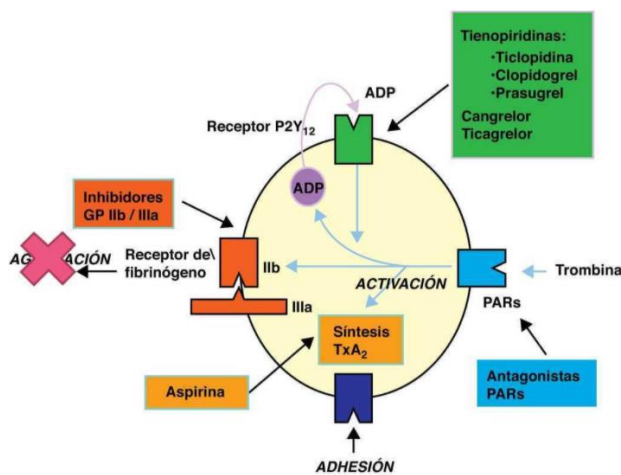 Tienopiridinas:
·Ticlopidina
·Clopidogrel
·Prasugrel
Cangrelor
Ticagrelor
ADP
Receptor P2Y₁₂
ADP
Inhibidores
GP IIb / IIIa
Receptor de\
fibrinógeno
IIb
IIIa
ACTIVACIÓN
PARs
Trombina
Síntesis
TxA₂
Aspirina
Antagonistas
PARs
ADHESIÓN